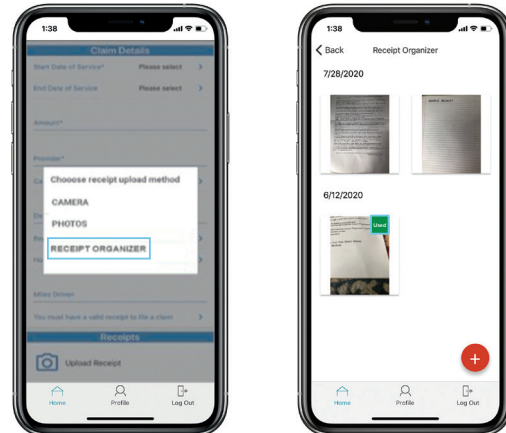 1:38
Claim Details
Start Date of Service* Please select
End Date of Service Please select
Amount*
Provider*
Choose receipt upload method
CAMERA
PHOTOS
RECEIPT ORGANIZER
Miles Driven
You must have a valid receipt to file a claim
Receipts
Upload Receipt
Home Profile Log Out
1:38
Back Receipt Organizer
7/28/2020
6/12/2020
Used
+
Home Profile Log Out